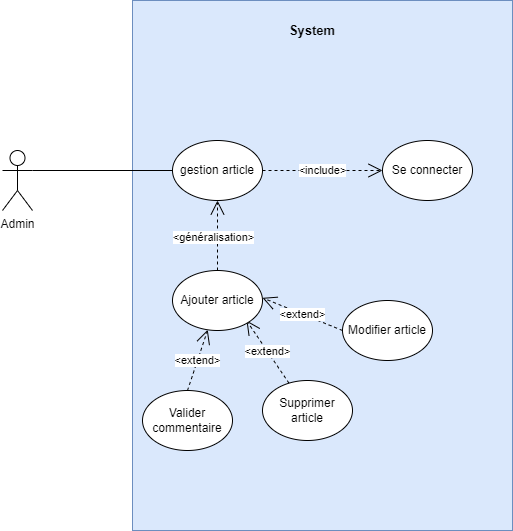 System
gestion article
<include>
Se connecter
Admin
<généralisation>
Ajouter article
<extend>
Modifier article
<extend>
<extend>
Valider
commentaire
Supprimer
article